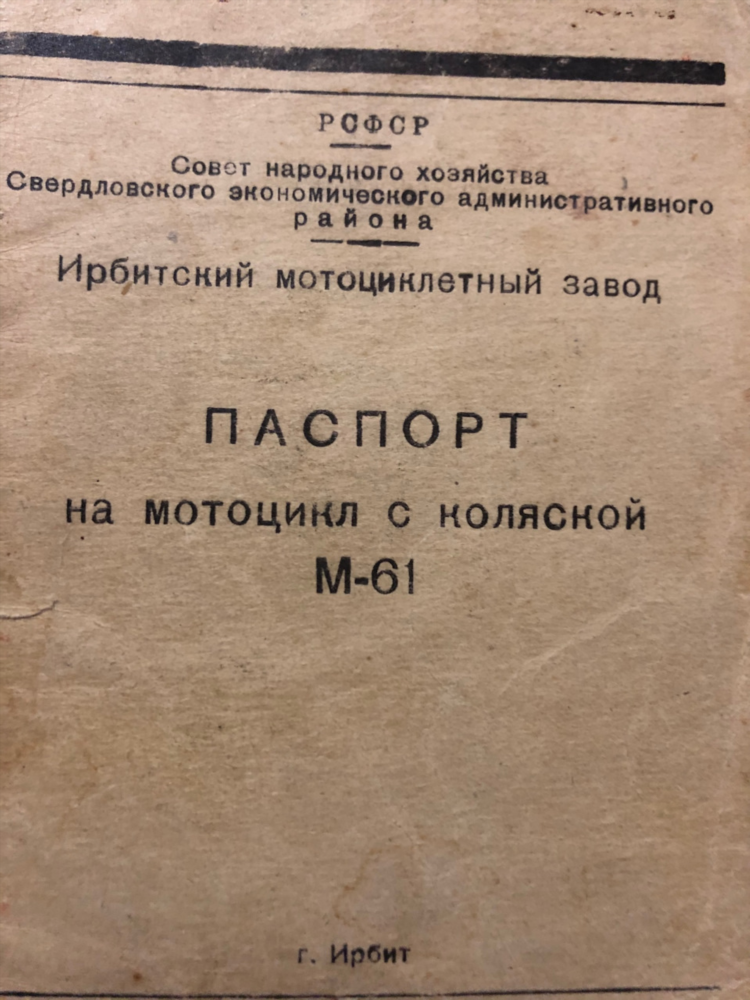 РСФСР
Совет народного хозяйства
Свердловского экономического административного
района
Ирбитский мотоциклетный завод
ПАСПОРТ
на мотоцикл с коляской
М-61
г. Ирбит